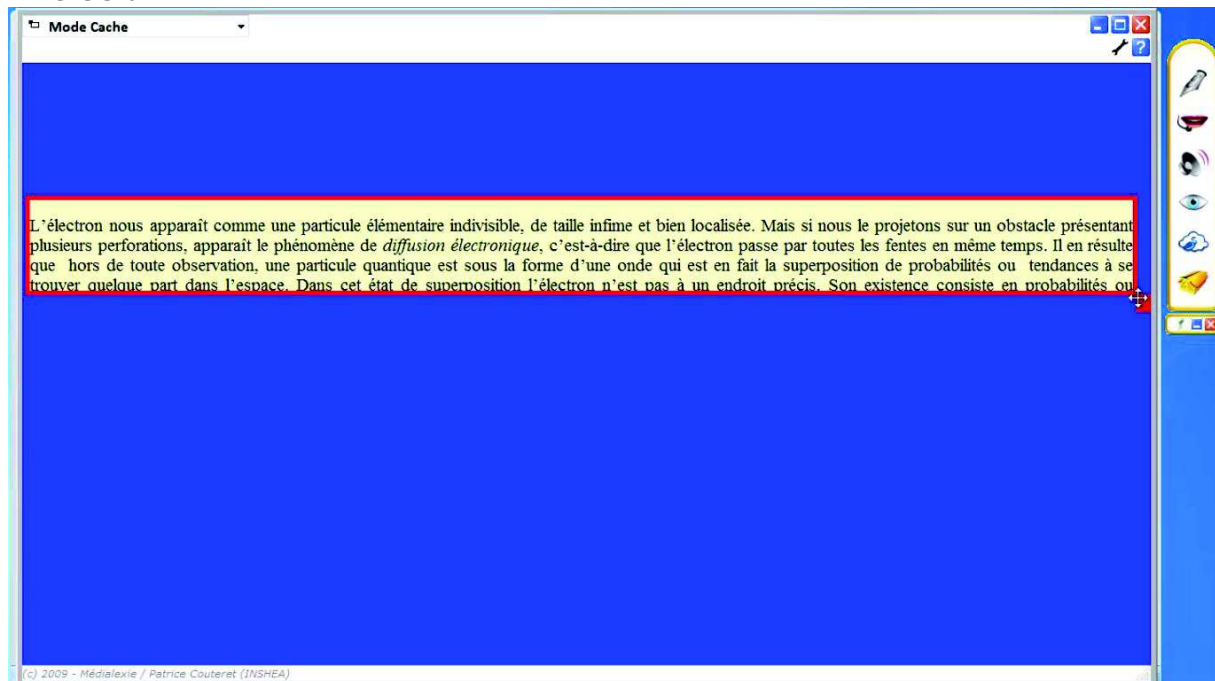 Mode Cache
L’électron nous apparaît comme une particule élémentaire indivisible, de taille infime et bien localisée. Mais si nous le projetons sur un obstacle présentant
plusieurs perforations, apparaît le phénomène de diffusion électronique, c’est-à-dire que l’électron passe par toutes les fentes en même temps. Il en résulte
que hors de toute observation, une particule quantique est sous la forme d’une onde qui est en fait la superposition de probabilités ou tendances à se
trouver quelque part dans l’espace. Dans cet état de superposition l’électron n’est pas à un endroit précis. Son existence consiste en probabilités ou
(c) 2009 - Médialexie / Patrice Couteret (INSHEA)